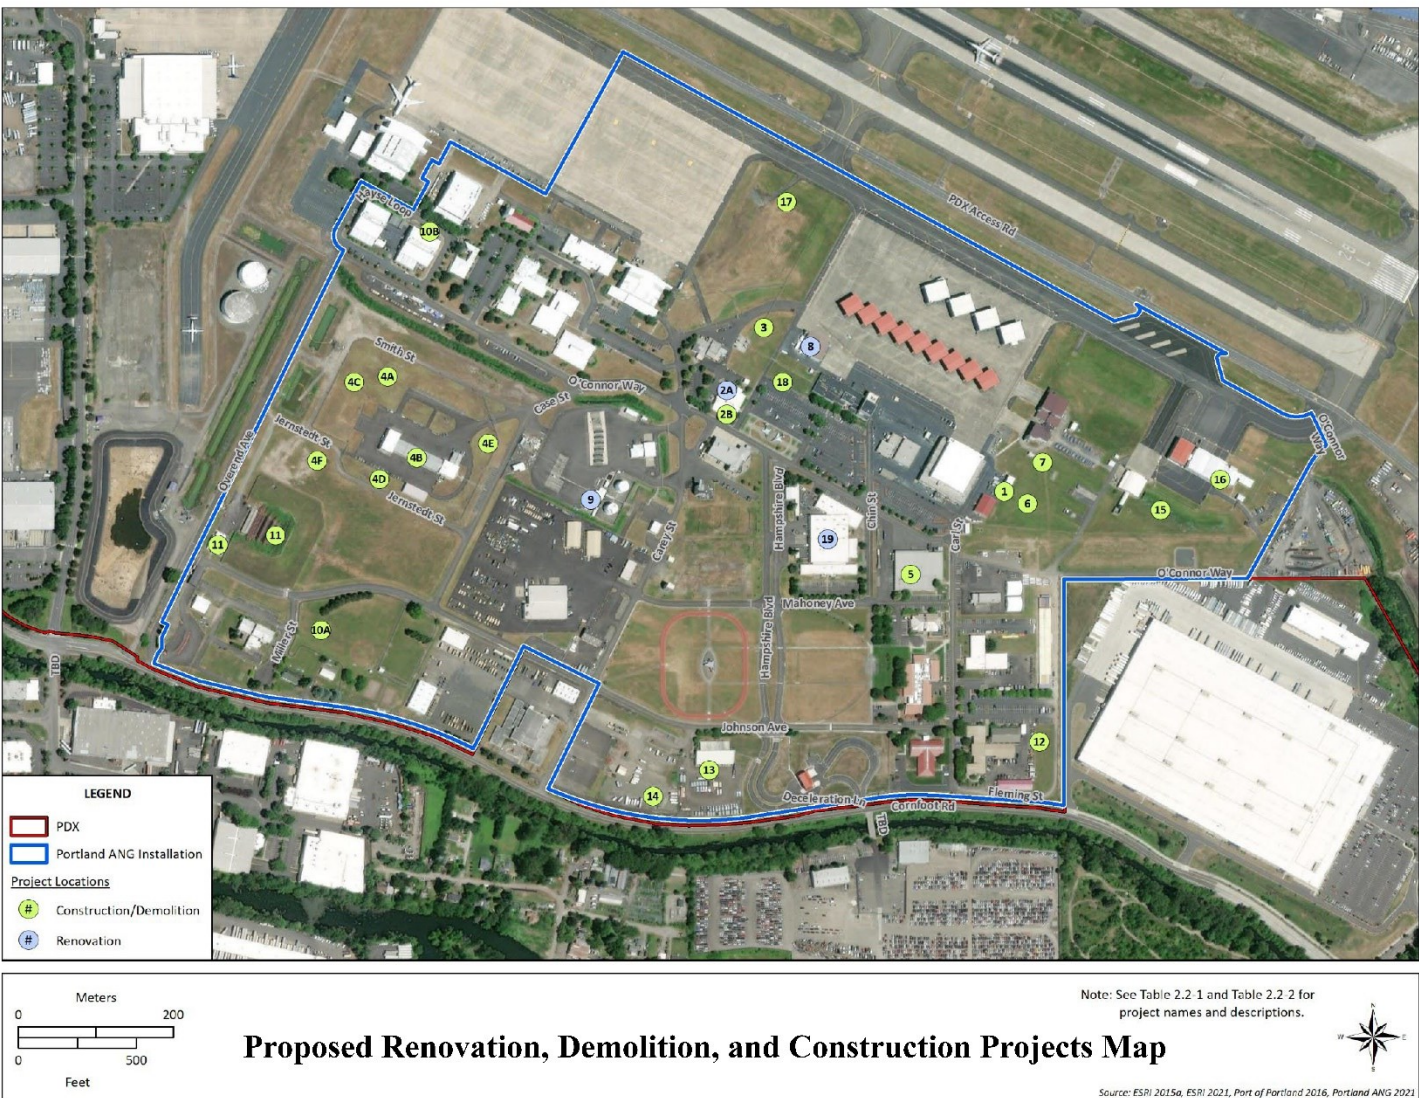 17
PDX Access Rd
Hayse Loop
10B
3
8
Smith St
4C
4A
O'Connor Way
18
2A
2B
Case St
O'Connor
Way
Jernstedt St
4E
4B
4F
4D
Jernstedt St
Overend Ave
9
Hampshire Blvd
Chin St
7
1
6
16
15
11
11
Carey St
19
Carl St
5
O'Connor Way
Mahoney Ave
10A
Miller St
Hampshire Blvd
TBD
Johnson Ave
12
13
14
Deceleration Ln
Fleming St
Cornfoot Rd
TBD
LEGEND
PDX
Portland ANG Installation
Project Locations
# Construction/Demolition
# Renovation
Meters
0 200
0 500
Feet
Proposed Renovation, Demolition, and Construction Projects Map
Note: See Table 2.2-1 and Table 2.2-2 for
project names and descriptions.
N
W E
S
Source: ESRI 2015a, ESRI 2021, Port of Portland 2016, Portland ANG 2021